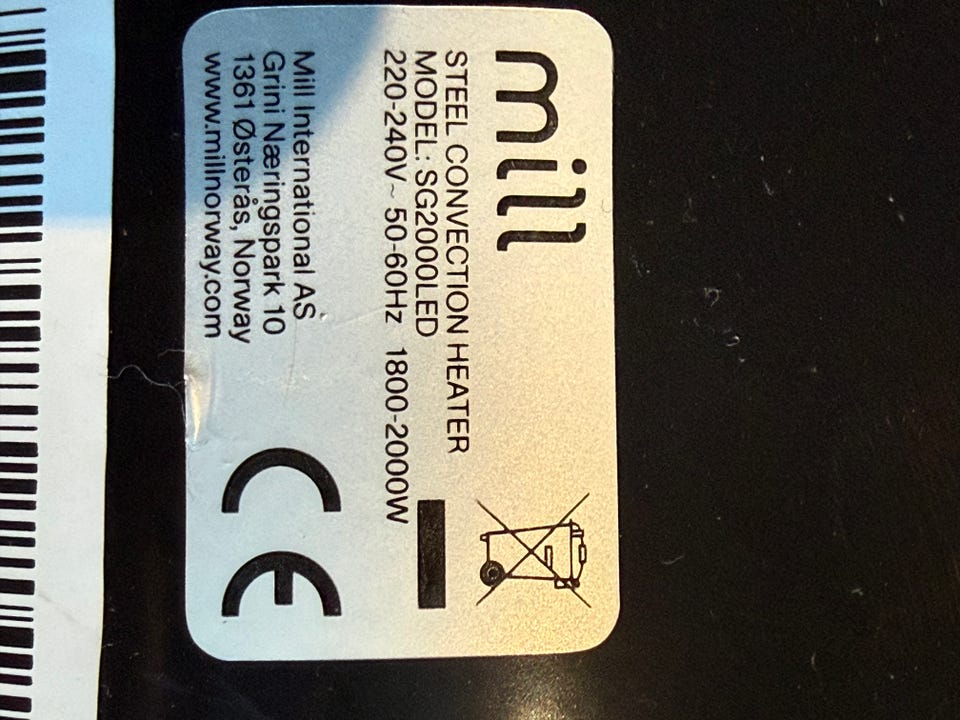 mill
STEEL CONVECTION HEATER
MODEL: SG2000LED
220-240V~ 50-60Hz 1800-2000W
Mill International AS
Grini Næringspark 10
1361 Østerås, Norway
www.millnorway.com
CE